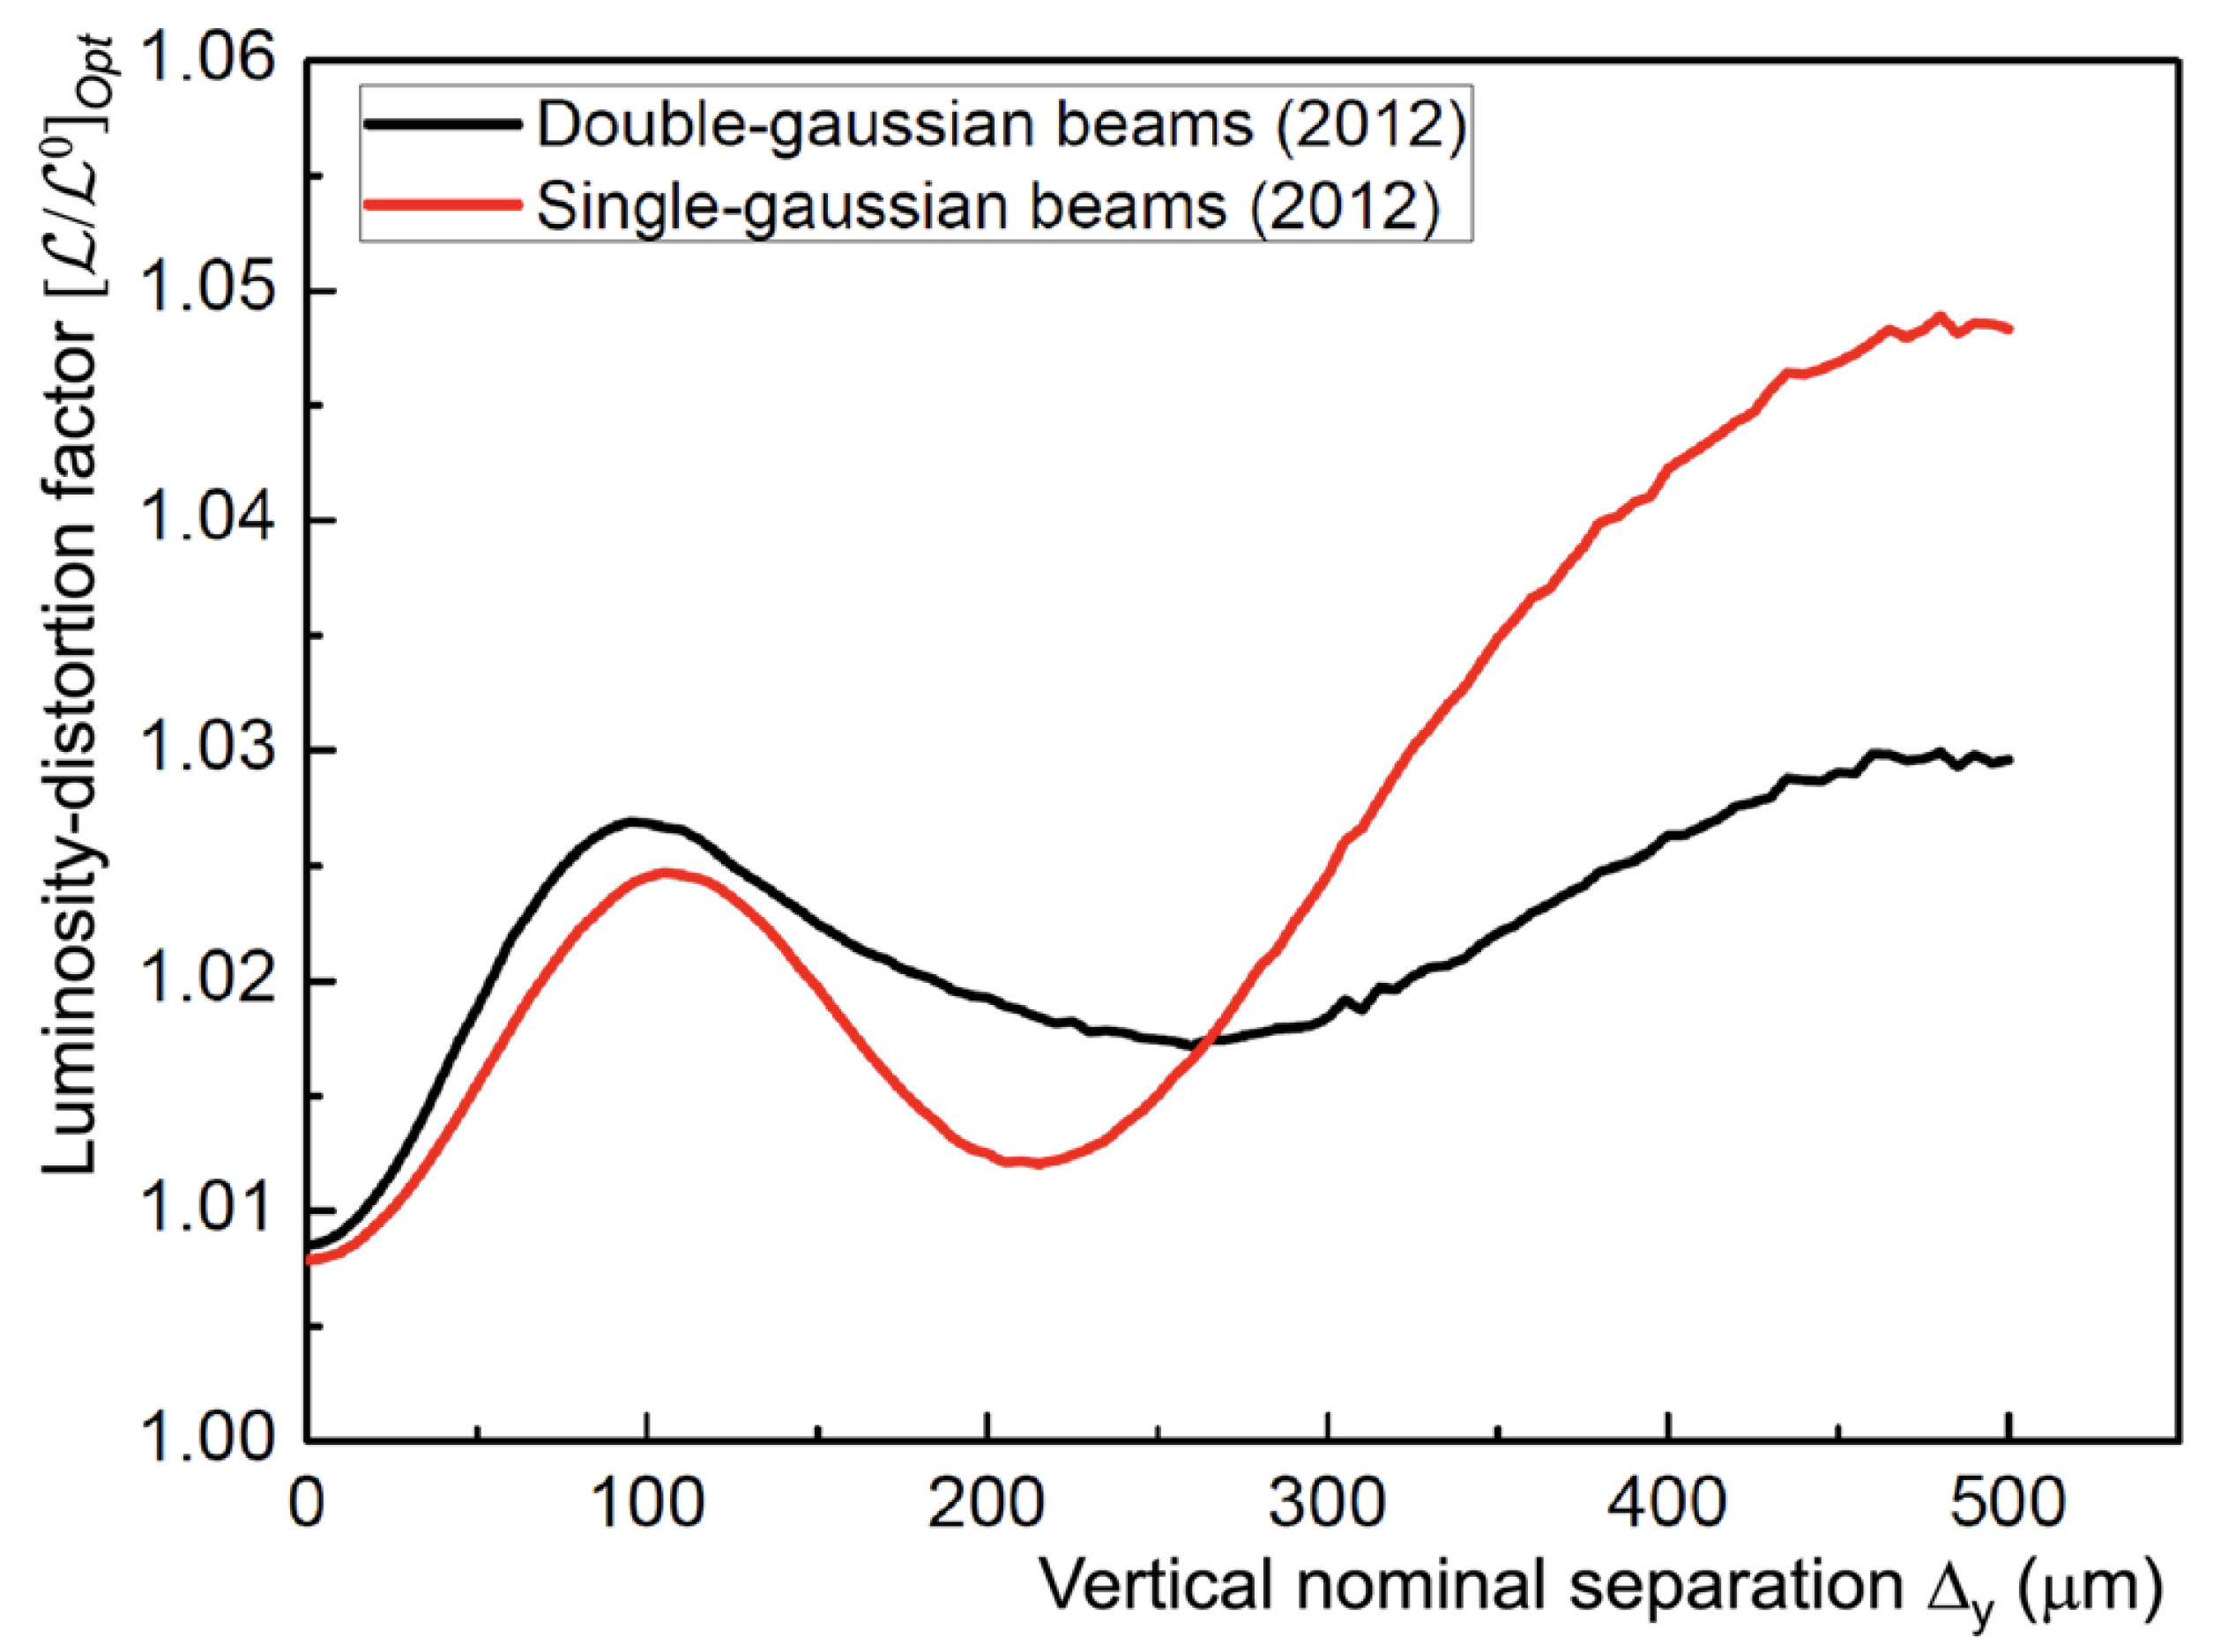 Luminosity-distortion factor [ℒ/ℒ⁰]Opt
1.06
1.05
1.04
1.03
1.02
1.01
1.00
Double-gaussian beams (2012)
Single-gaussian beams (2012)
0 100 200 300 400 500
Vertical nominal separation Δy (μm)